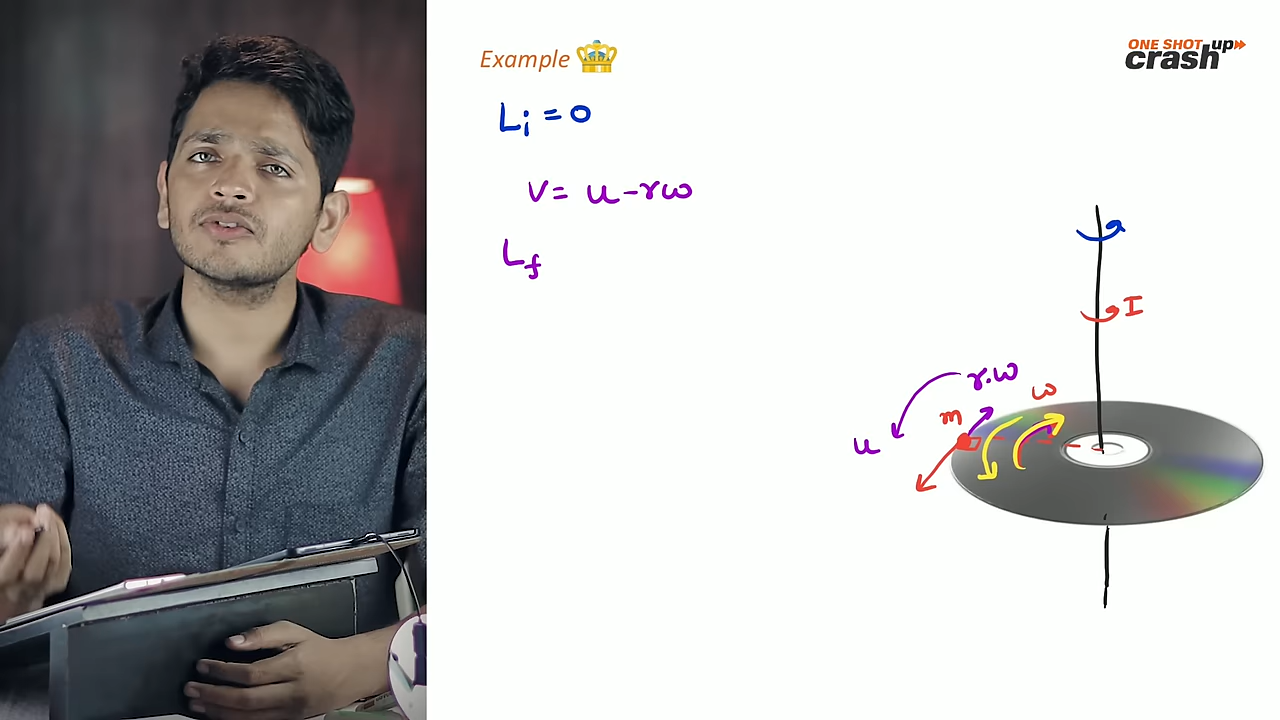 Example
ONE SHOT
crash up
Li = 0
v = u - rω
Lf
I
r.ω
ω
m
u